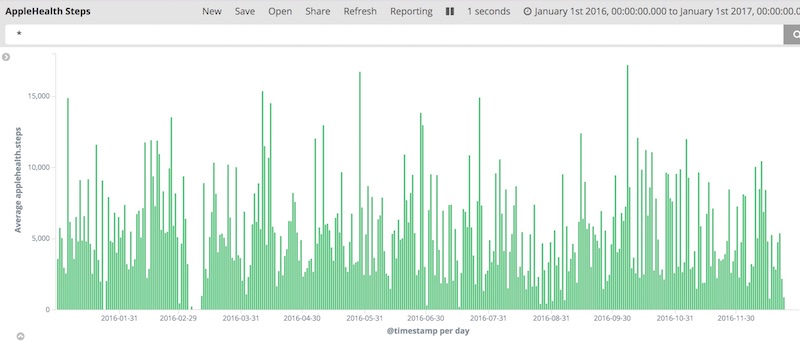 AppleHealth Steps New Save Open Share Refresh Reporting 1 seconds January 1st 2016, 00:00:00.000 to January 1st 2017, 00:00:00.0
*
15,000
10,000
5,000
0
Average applehealth.steps
2016-01-31 2016-02-29 2016-03-31 2016-04-30 2016-05-31 2016-06-30 2016-07-31 2016-08-31 2016-09-30 2016-10-31 2016-11-30
@timestamp per day